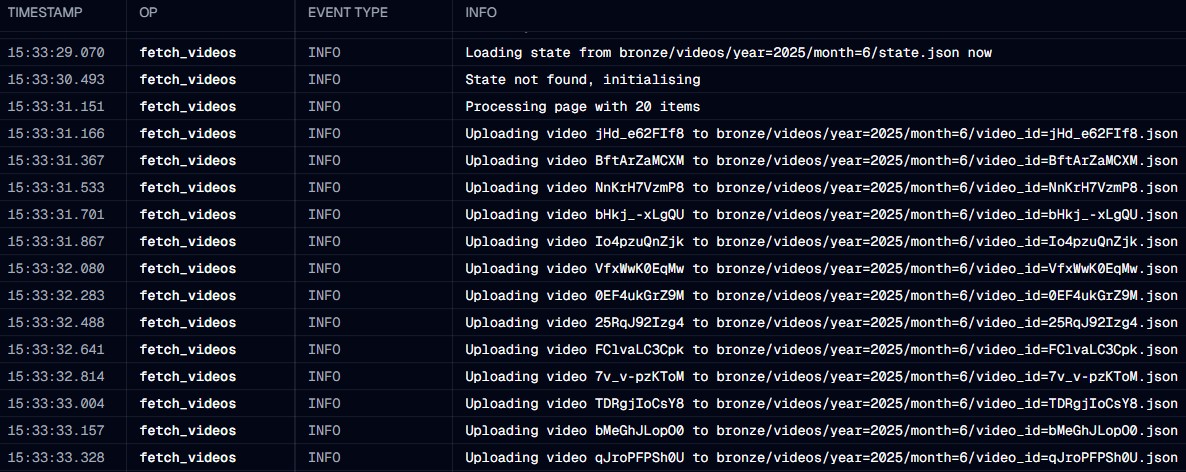 TIMESTAMP OP EVENT TYPE INFO
15:33:29.070 fetch_videos INFO Loading state from bronze/videos/year=2025/month=6/state.json now
15:33:30.493 fetch_videos INFO State not found, initialising
15:33:31.151 fetch_videos INFO Processing page with 20 items
15:33:31.166 fetch_videos INFO Uploading video jHd_e62FIf8 to bronze/videos/year=2025/month=6/video_id=jHd_e62FIf8.json
15:33:31.367 fetch_videos INFO Uploading video BftArZaMCXM to bronze/videos/year=2025/month=6/video_id=BftArZaMCXM.json
15:33:31.533 fetch_videos INFO Uploading video NnKrH7VzmP8 to bronze/videos/year=2025/month=6/video_id=NnKrH7VzmP8.json
15:33:31.701 fetch_videos INFO Uploading video bHkj_-xLgQU to bronze/videos/year=2025/month=6/video_id=bHkj_-xLgQU.json
15:33:31.867 fetch_videos INFO Uploading video Io4pzuQnZjk to bronze/videos/year=2025/month=6/video_id=Io4pzuQnZjk.json
15:33:32.080 fetch_videos INFO Uploading video VfxWwK0EqMw to bronze/videos/year=2025/month=6/video_id=VfxWwK0EqMw.json
15:33:32.283 fetch_videos INFO Uploading video 0EF4ukGrZ9M to bronze/videos/year=2025/month=6/video_id=0EF4ukGrZ9M.json
15:33:32.488 fetch_videos INFO Uploading video 25RqJ92Izg4 to bronze/videos/year=2025/month=6/video_id=25RqJ92Izg4.json
15:33:32.641 fetch_videos INFO Uploading video FClvaLC3Cpk to bronze/videos/year=2025/month=6/video_id=FClvaLC3Cpk.json
15:33:32.814 fetch_videos INFO Uploading video 7v_v-pzKToM to bronze/videos/year=2025/month=6/video_id=7v_v-pzKToM.json
15:33:33.004 fetch_videos INFO Uploading video TDRgjIoCsY8 to bronze/videos/year=2025/month=6/video_id=TDRgjIoCsY8.json
15:33:33.157 fetch_videos INFO Uploading video bMeGhJLopO0 to bronze/videos/year=2025/month=6/video_id=bMeGhJLopO0.json
15:33:33.328 fetch_videos INFO Uploading video qJroPFPSh0U to bronze/videos/year=2025/month=6/video_id=qJroPFPSh0U.json